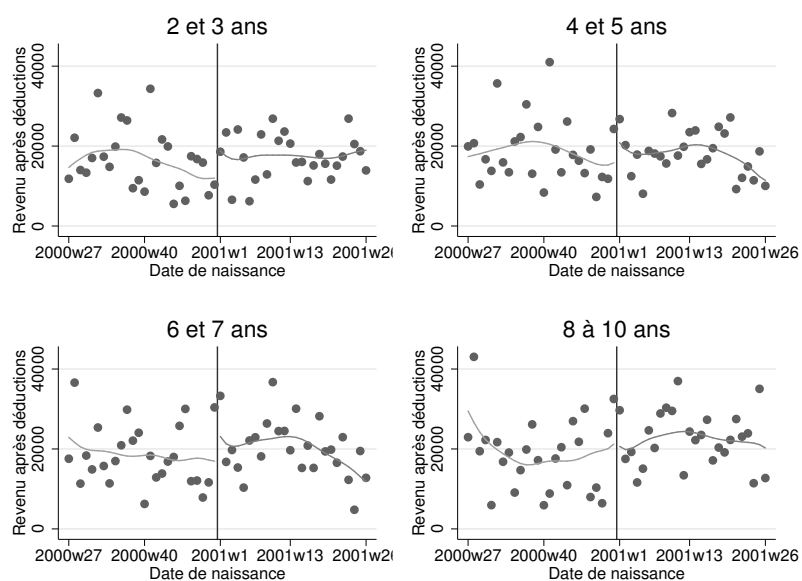 2 et 3 ans
Revenu après déductions
40000
20000
0
2000w27 2000w40 2001w1 2001w13 2001w26
Date de naissance
4 et 5 ans
Revenu après déductions
40000
20000
0
2000w27 2000w40 2001w1 2001w13 2001w26
Date de naissance
6 et 7 ans
Revenu après déductions
40000
20000
0
2000w27 2000w40 2001w1 2001w13 2001w26
Date de naissance
8 à 10 ans
Revenu après déductions
40000
20000
0
2000w27 2000w40 2001w1 2001w13 2001w26
Date de naissance